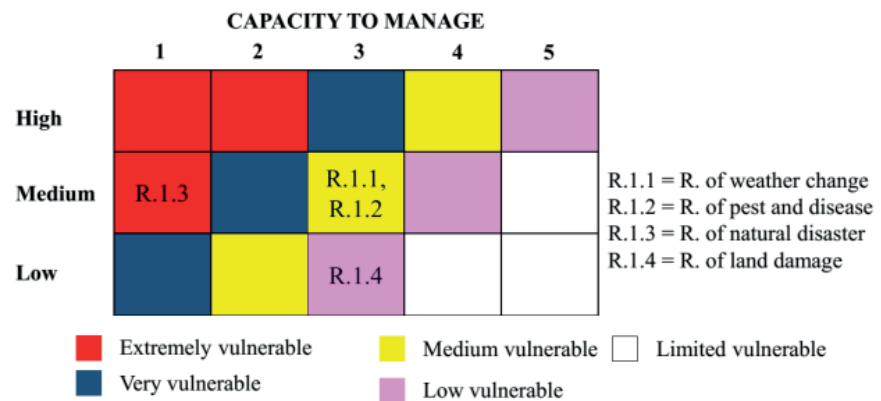 CAPACITY TO MANAGE
1 2 3 4 5
High
Medium
R.1.3
R.1.1,
R.1.2
Low
R.1.4
R.1.1 = R. of weather change
R.1.2 = R. of pest and disease
R.1.3 = R. of natural disaster
R.1.4 = R. of land damage
Extremely vulnerable
Medium vulnerable
Limited vulnerable
Very vulnerable
Low vulnerable